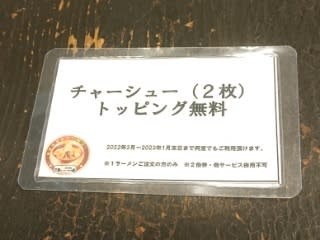 チャーシュー（２枚）
トッピング無料
2022年3月～2023年1月末日まで何度でもご利用頂けます。
※１ラーメンご注文の方のみ　※２他券・他サービス併用不可